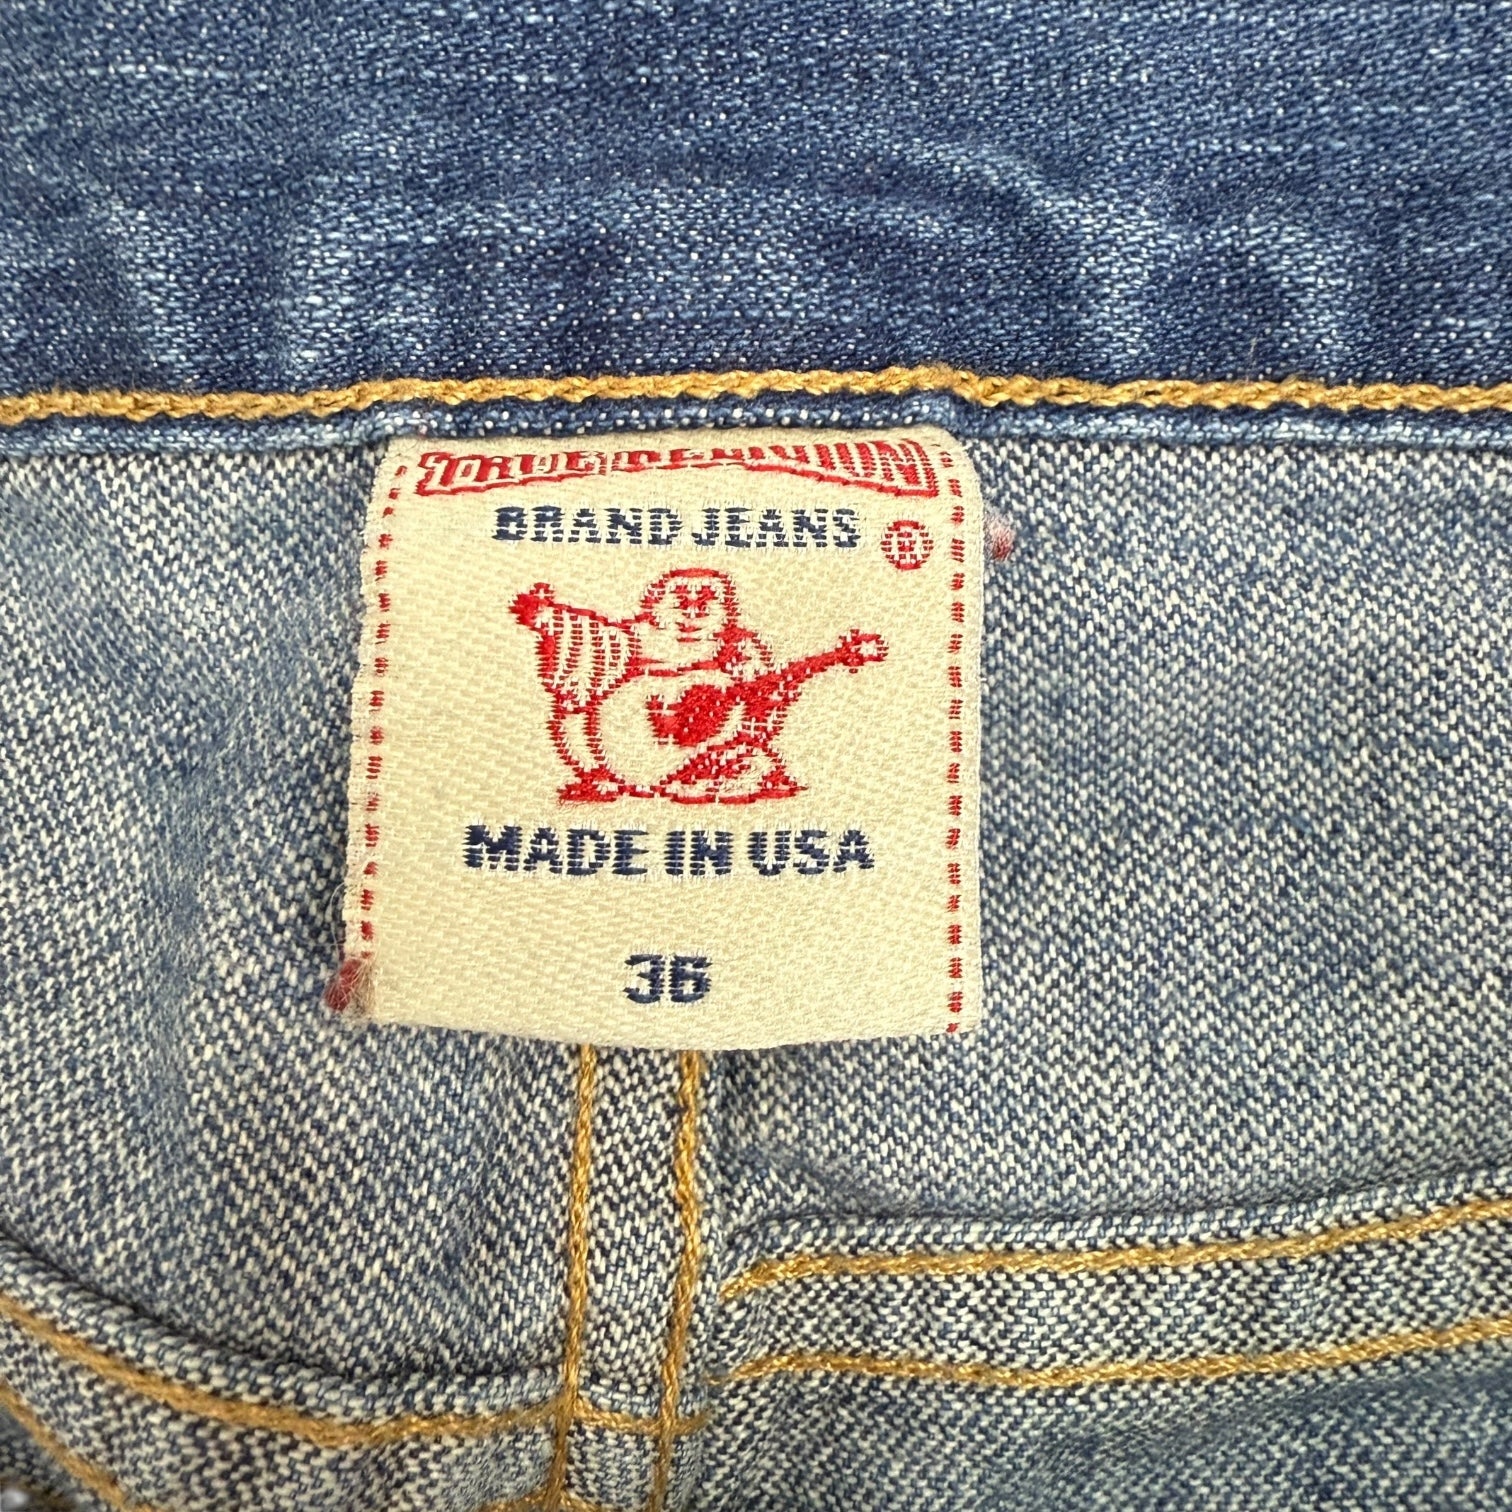 TRUE RELIGION
BRAND JEANS ®
MADE IN USA
36